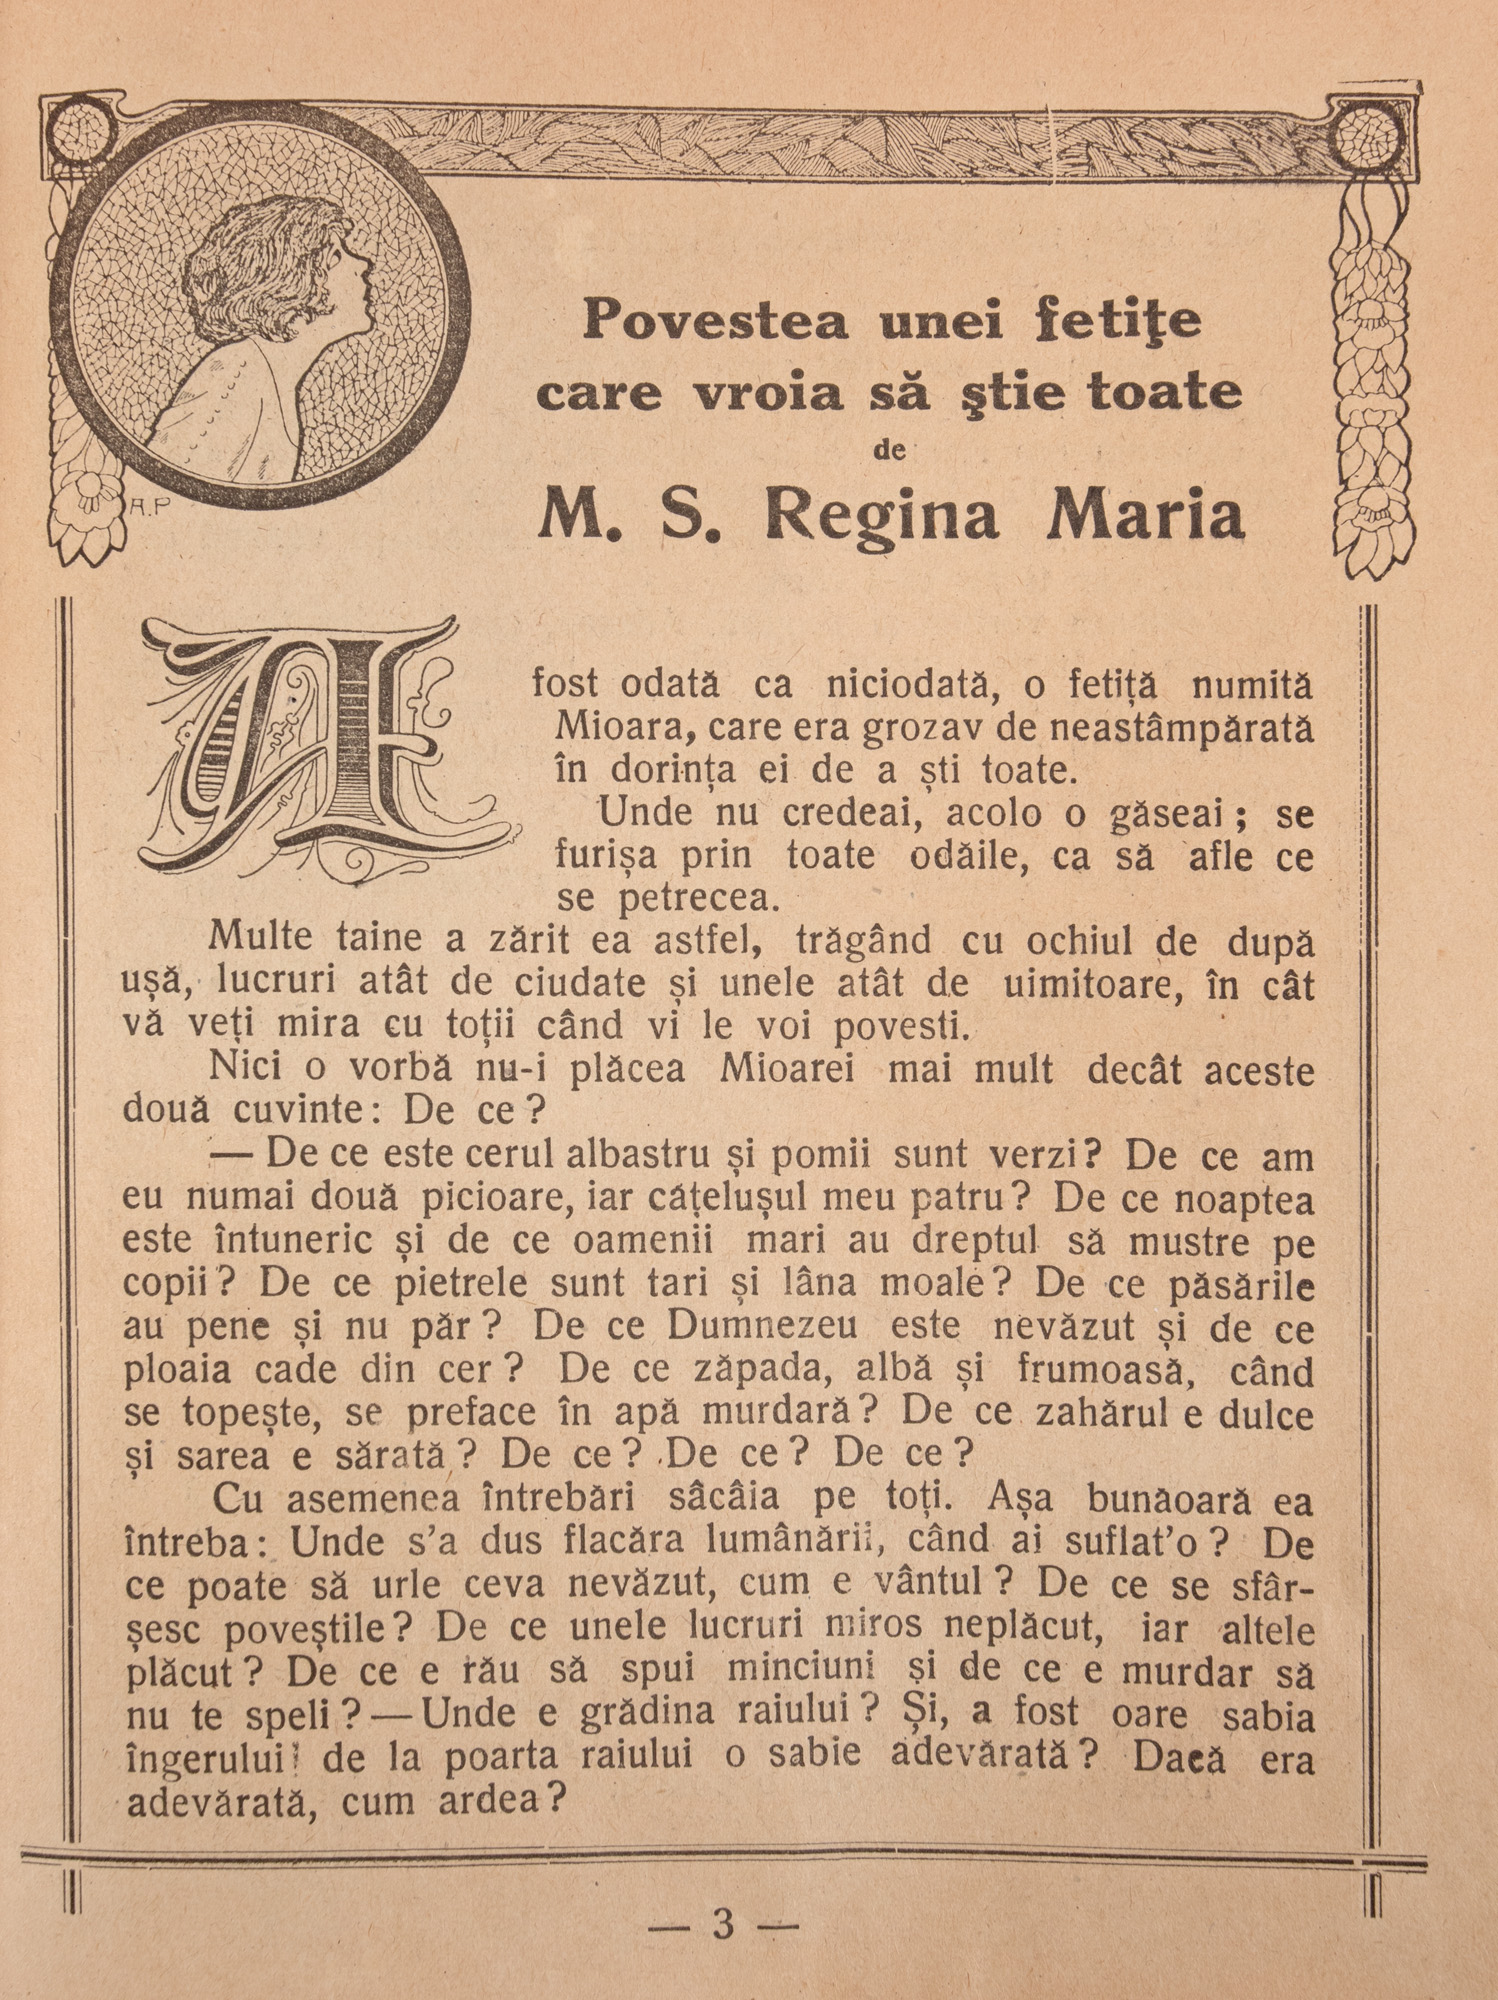 Povestea unei fetițe
care vroia să știe toate
de
M. S. Regina Maria
A.P
A fost odată ca niciodată, o fetiță numită
Mioara, care era grozav de neastâmpărată
în dorința ei de a ști toate.
Unde nu credeai, acolo o găseai; se
furișa prin toate odăile, ca să afle ce
se petrecea.
Multe taine a zărit ea astfel, trăgând cu ochiul de după
ușă, lucruri atât de ciudate și unele atât de uimitoare, în cât
vă veți mira cu toții când vi le voi povesti.
Nici o vorbă nu-i plăcea Mioarei mai mult decât aceste
două cuvinte: De ce?
— De ce este cerul albastru și pomii sunt verzi? De ce am
eu numai două picioare, iar cățelușul meu patru? De ce noaptea
este întuneric și de ce oamenii mari au dreptul să mustre pe
copii? De ce pietrele sunt tari și lâna moale? De ce păsările
au pene și nu păr? De ce Dumnezeu este nevăzut și de ce
ploaia cade din cer? De ce zăpada, albă și frumoasă, când
se topește, se preface în apă murdară? De ce zahărul e dulce
și sarea e sărată? De ce? De ce? De ce?
Cu asemenea întrebări sâcâia pe toți. Așa bunăoară ea
întreba: Unde s'a dus flacăra lumânării, când ai suflat'o? De
ce poate să urle ceva nevăzut, cum e vântul? De ce se sfâr-
șesc poveștile? De ce unele lucruri miros neplăcut, iar altele
plăcut? De ce e rău să spui minciuni și de ce e murdar să
nu te speli? — Unde e grădina raiului? Și, a fost oare sabia
îngerului de la poarta raiului o sabie adevărată? Dacă era
adevărată, cum ardea?
— 3 —